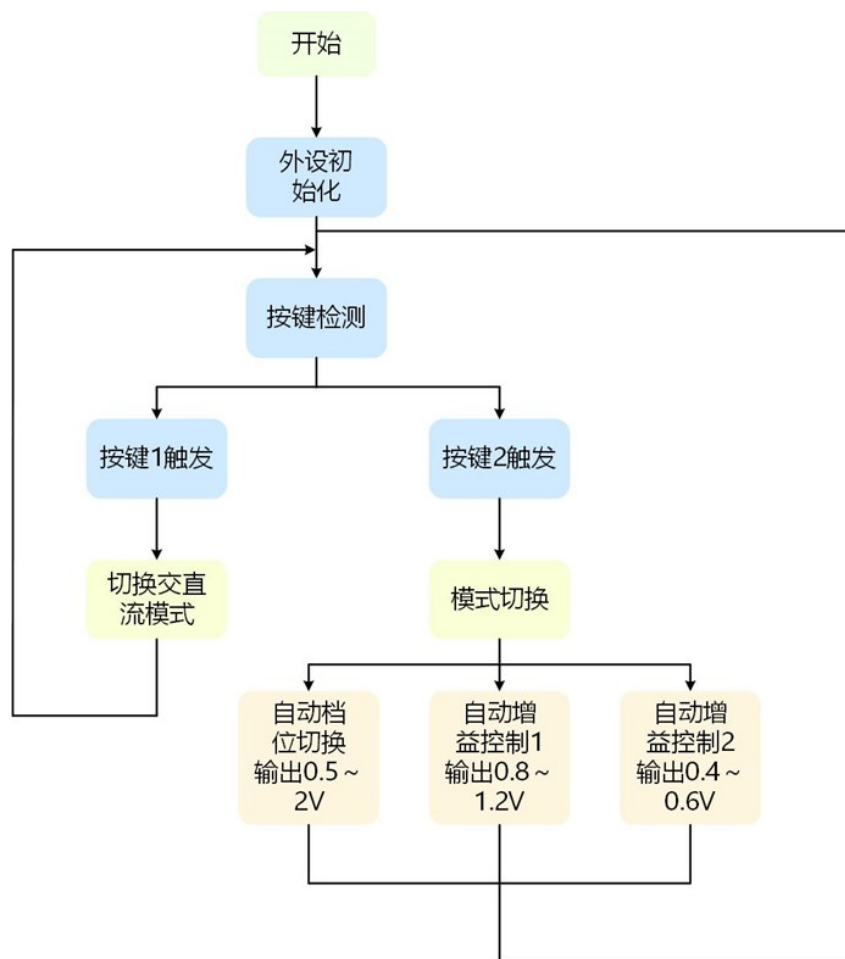 开始
外设初
始化
按键检测
按键1触发
按键2触发
切换交直
流模式
模式切换
自动档
位切换
输出0.5～
2V
自动增
益控制1
输出0.8～
1.2V
自动增
益控制2
输出0.4～
0.6V